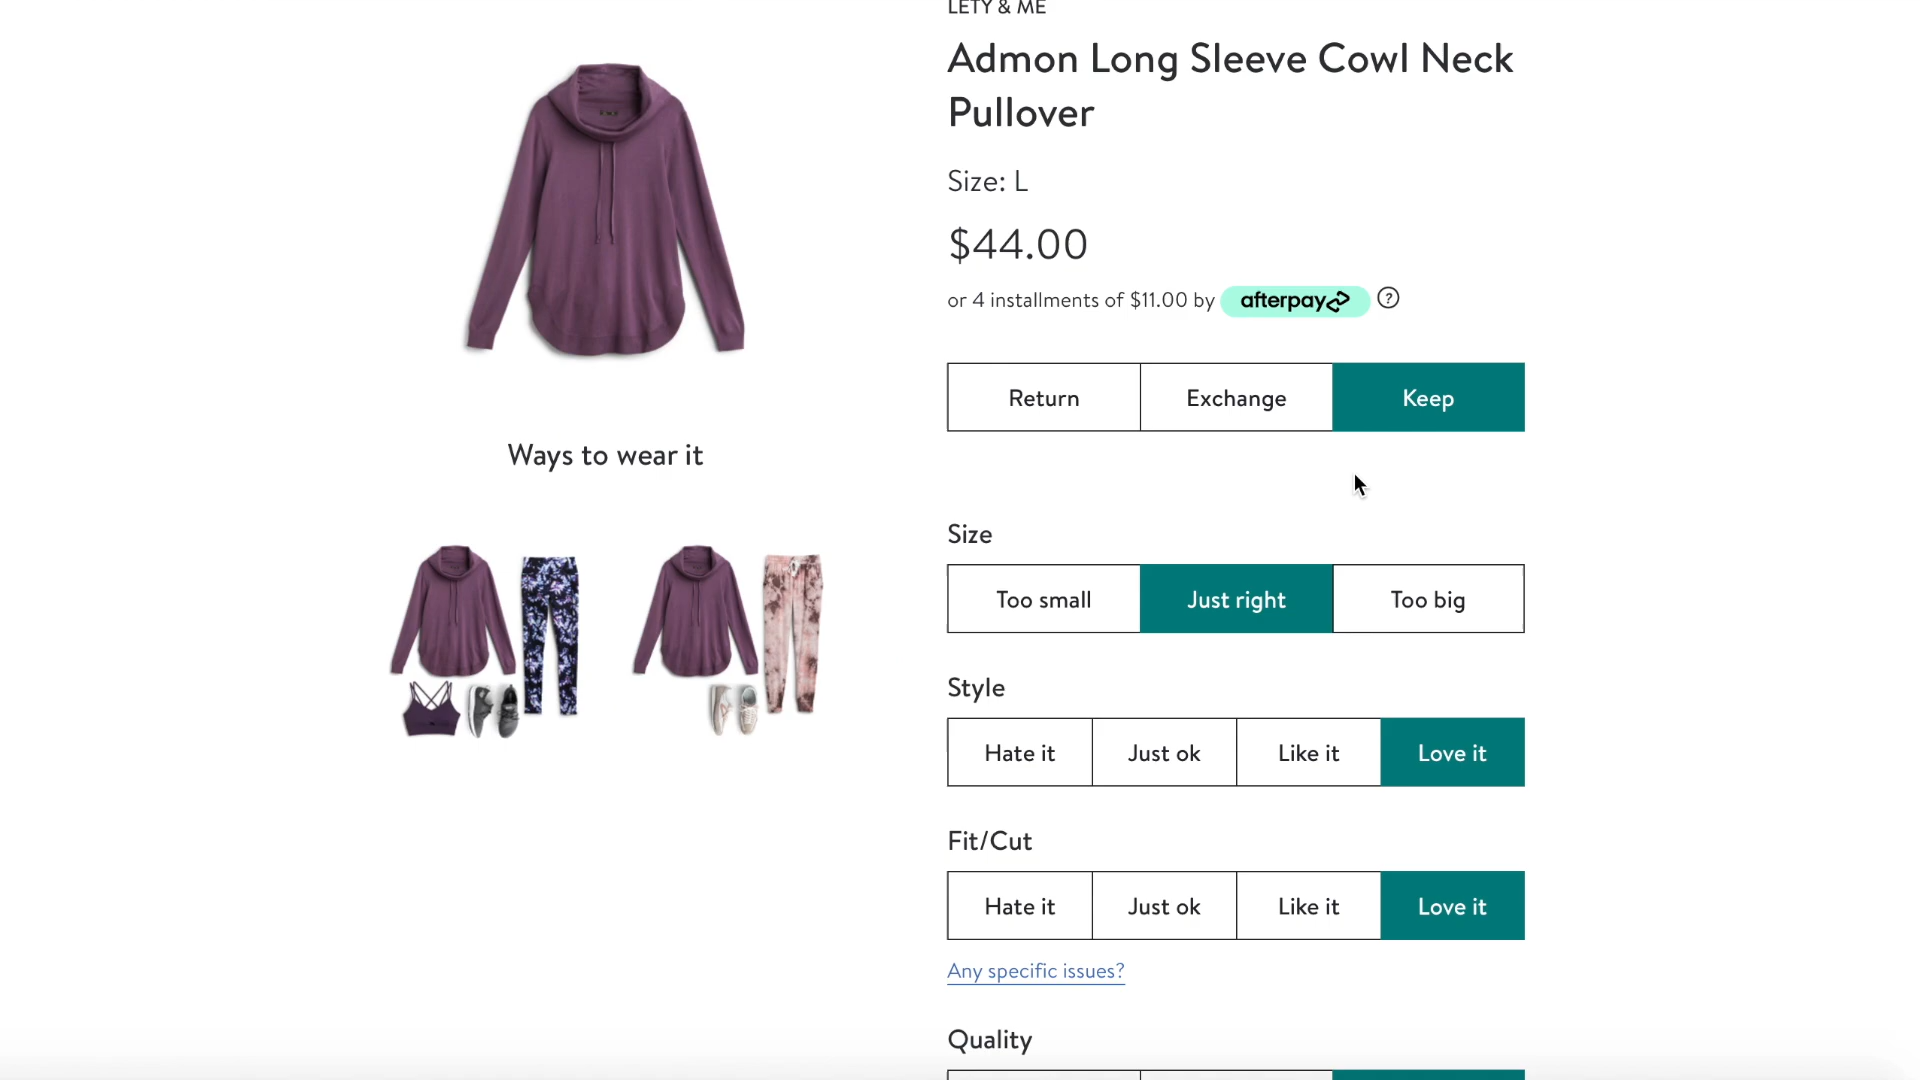 LETY & ME
Admon Long Sleeve Cowl Neck
Pullover
Size: L
$44.00
or 4 installments of $11.00 by afterpay
?
Return Exchange Keep
Ways to wear it
Size
Too small Just right Too big
Style
Hate it Just ok Like it Love it
Fit/Cut
Hate it Just ok Like it Love it
Any specific issues?
Quality